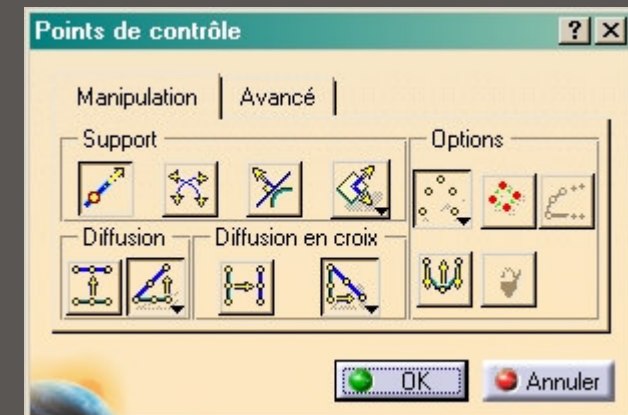 Points de contrôle
Manipulation Avancé
Support Options
Diffusion Diffusion en croix
OK Annuler